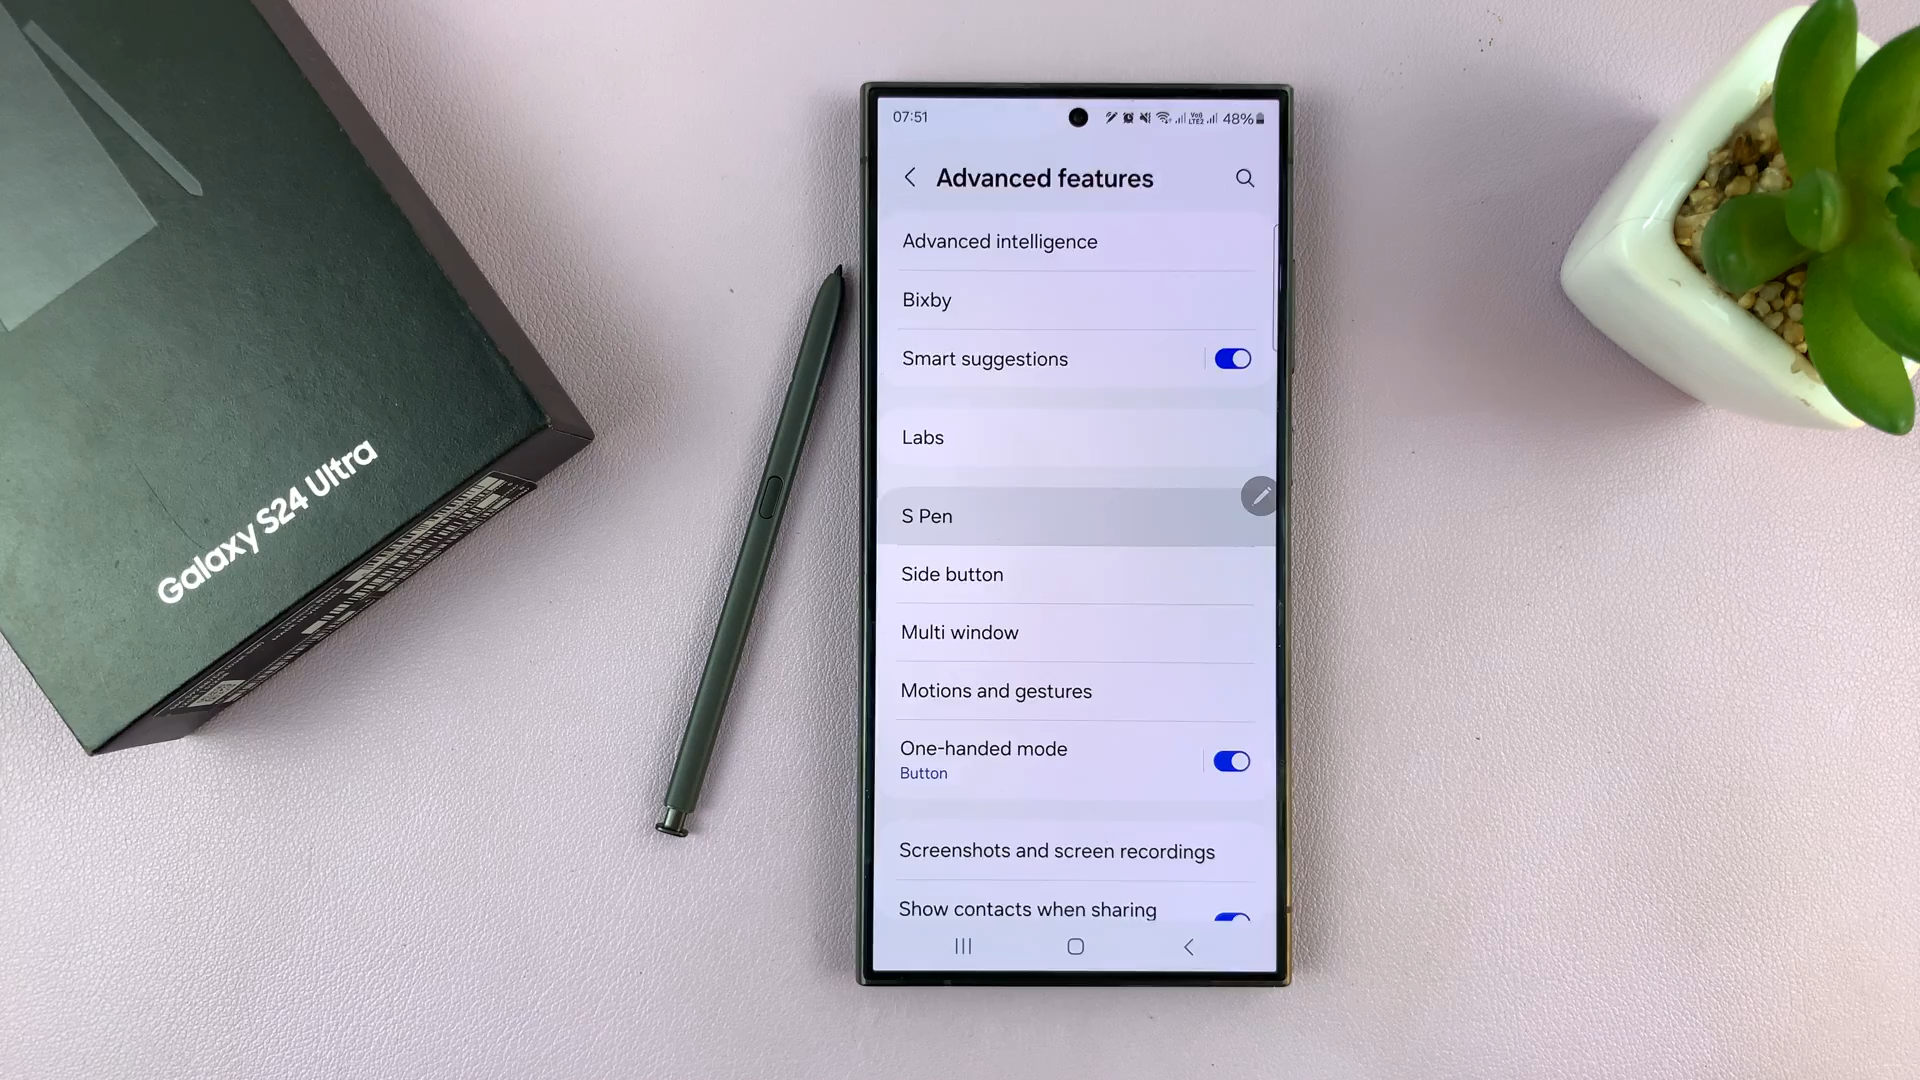 Galaxy S24 Ultra
07:51
48%
Advanced features
Advanced intelligence
Bixby
Smart suggestions
Labs
S Pen
Side button
Multi window
Motions and gestures
One-handed mode
Button
Screenshots and screen recordings
Show contacts when sharing